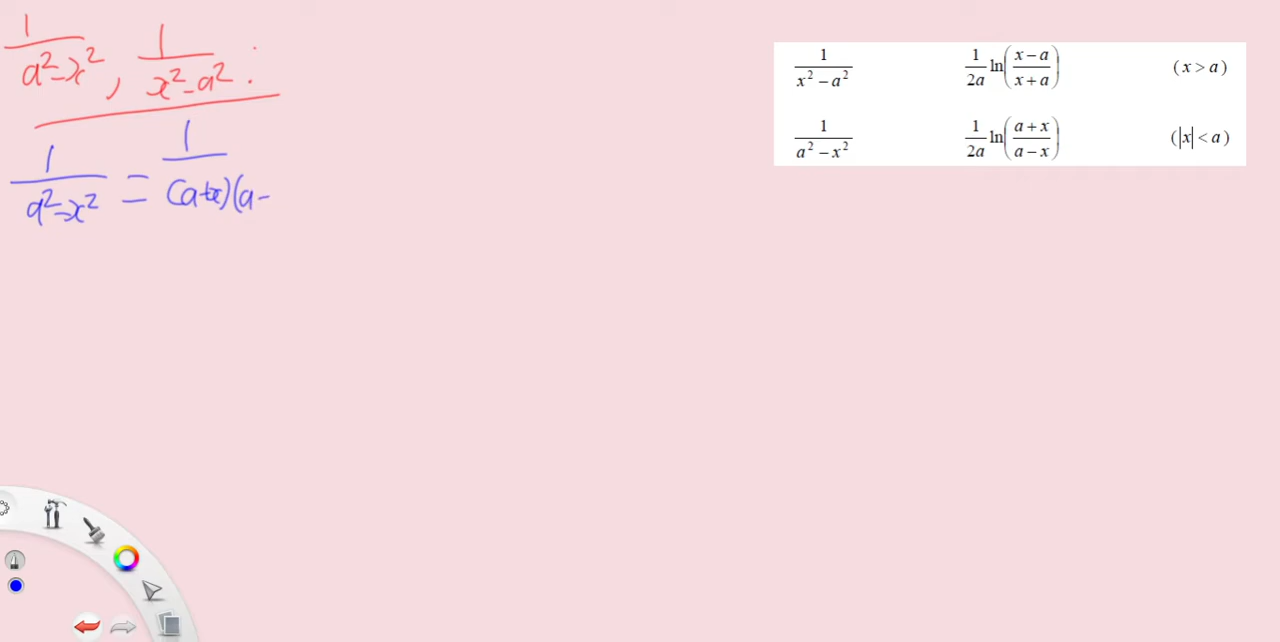 1/(a²-x²), 1/(x²-a²) :
1/(a²-x²) = 1/((a+x)(a-
1/(x² - a²) 1/2a ln((x - a)/(x + a)) (x > a)
1/(a² - x²) 1/2a ln((a + x)/(a - x)) (|x| < a)